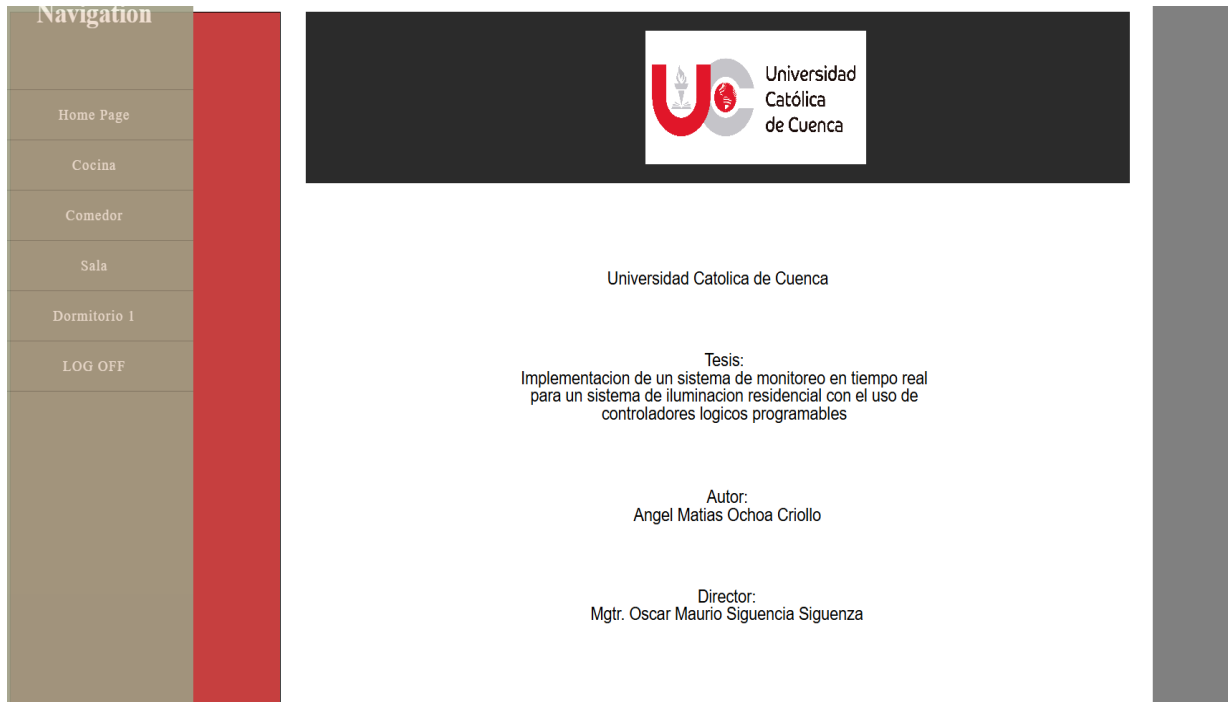 Navigation
Home Page
Cocina
Comedor
Sala
Dormitorio 1
LOG OFF
Universidad
Católica
de Cuenca
Universidad Catolica de Cuenca
Tesis:
Implementacion de un sistema de monitoreo en tiempo real
para un sistema de iluminacion residencial con el uso de
controladores logicos programables
Autor:
Angel Matias Ochoa Criollo
Director:
Mgtr. Oscar Maurio Siguencia Siguenza